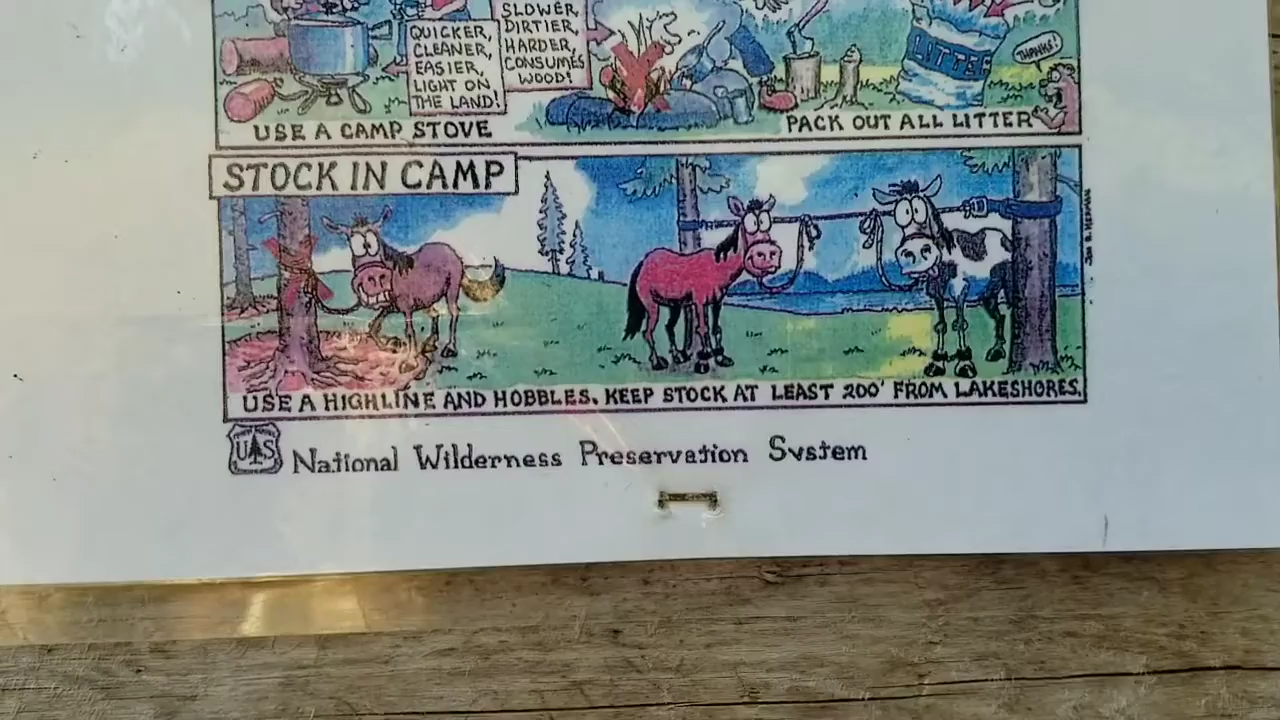 QUICKER,
CLEANER,
EASIER,
LIGHT ON
THE LAND!
SLOWER,
DIRTIER,
HARDER,
CONSUMES
WOOD!
LITTER
THANKS!
USE A CAMP STOVE
PACK OUT ALL LITTER
STOCK IN CAMP
USE A HIGHLINE AND HOBBLES. KEEP STOCK AT LEAST 200' FROM LAKESHORES.
US
National Wilderness Preservation System